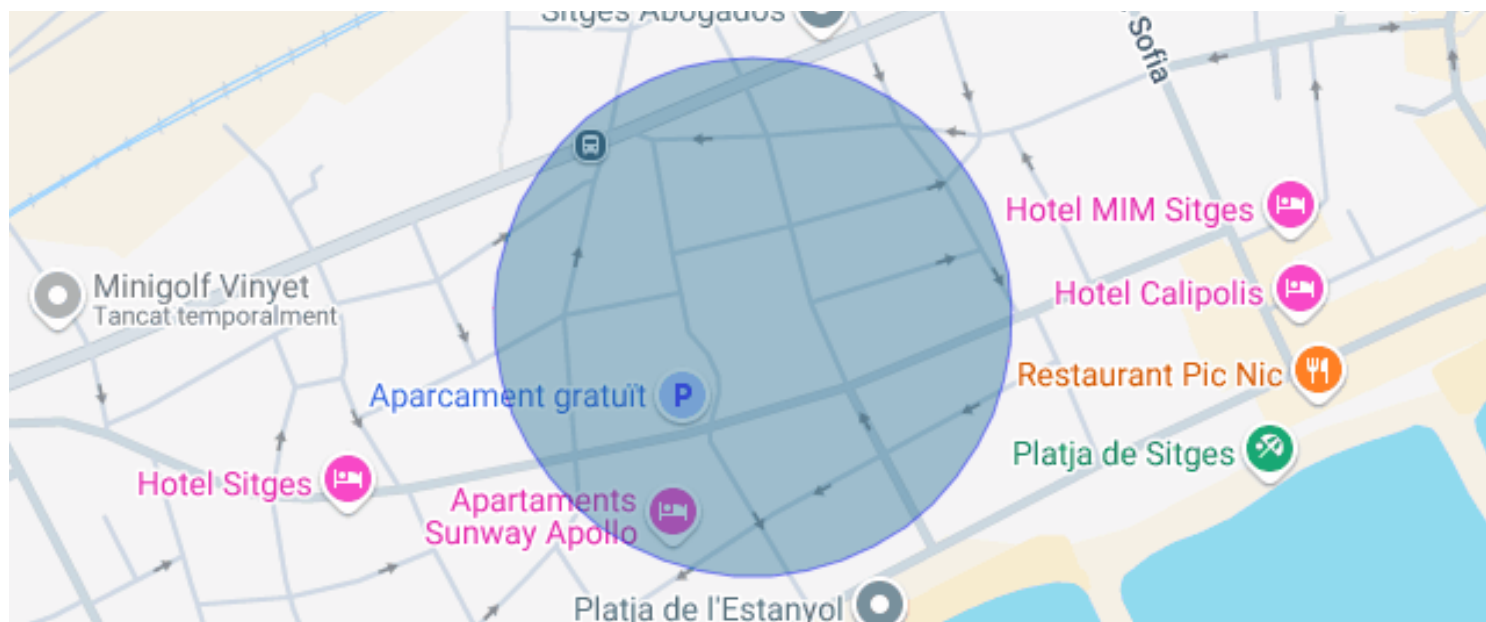 Sitges Abogados
Sofia
Hotel MIM Sitges
Minigolf Vinyet
Tancat temporalment
Hotel Calipolis
Aparcament gratuït
P
Restaurant Pic Nic
Platja de Sitges
Hotel Sitges
Apartaments
Sunway Apollo
Platja de l'Estanyol